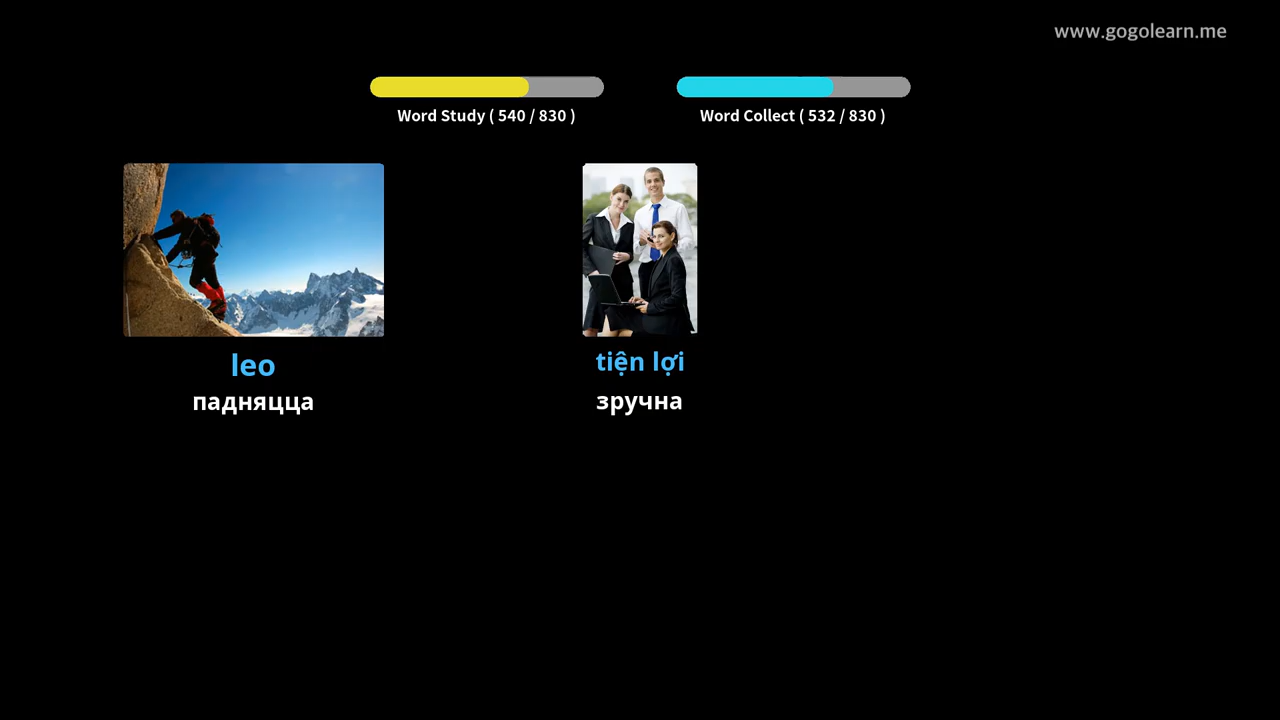 www.gogolearn.me
Word Study ( 540 / 830 )
Word Collect ( 532 / 830 )
leo
падняцца
tiện lợi
зручна